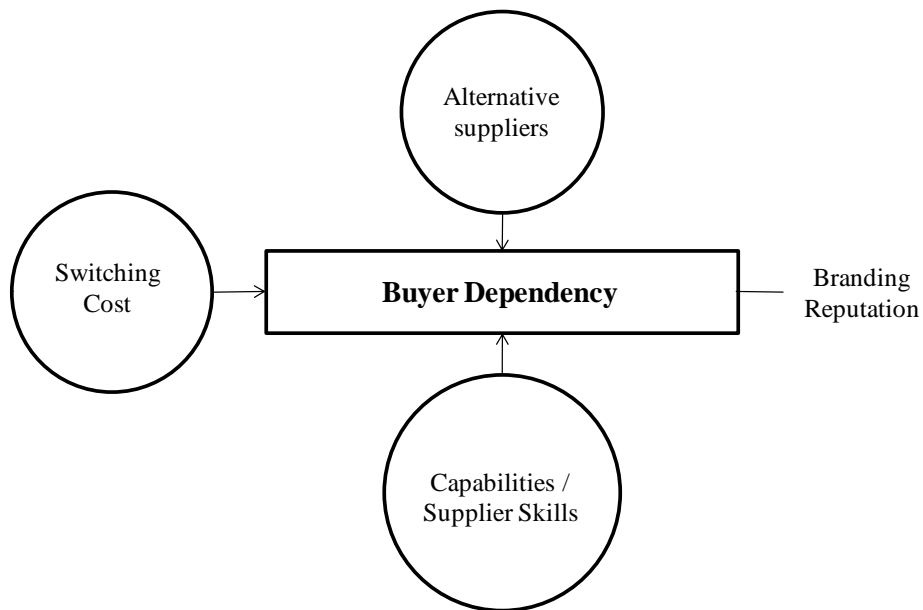 Alternative
suppliers
Switching
Cost
Buyer Dependency
Branding
Reputation
Capabilities /
Supplier Skills